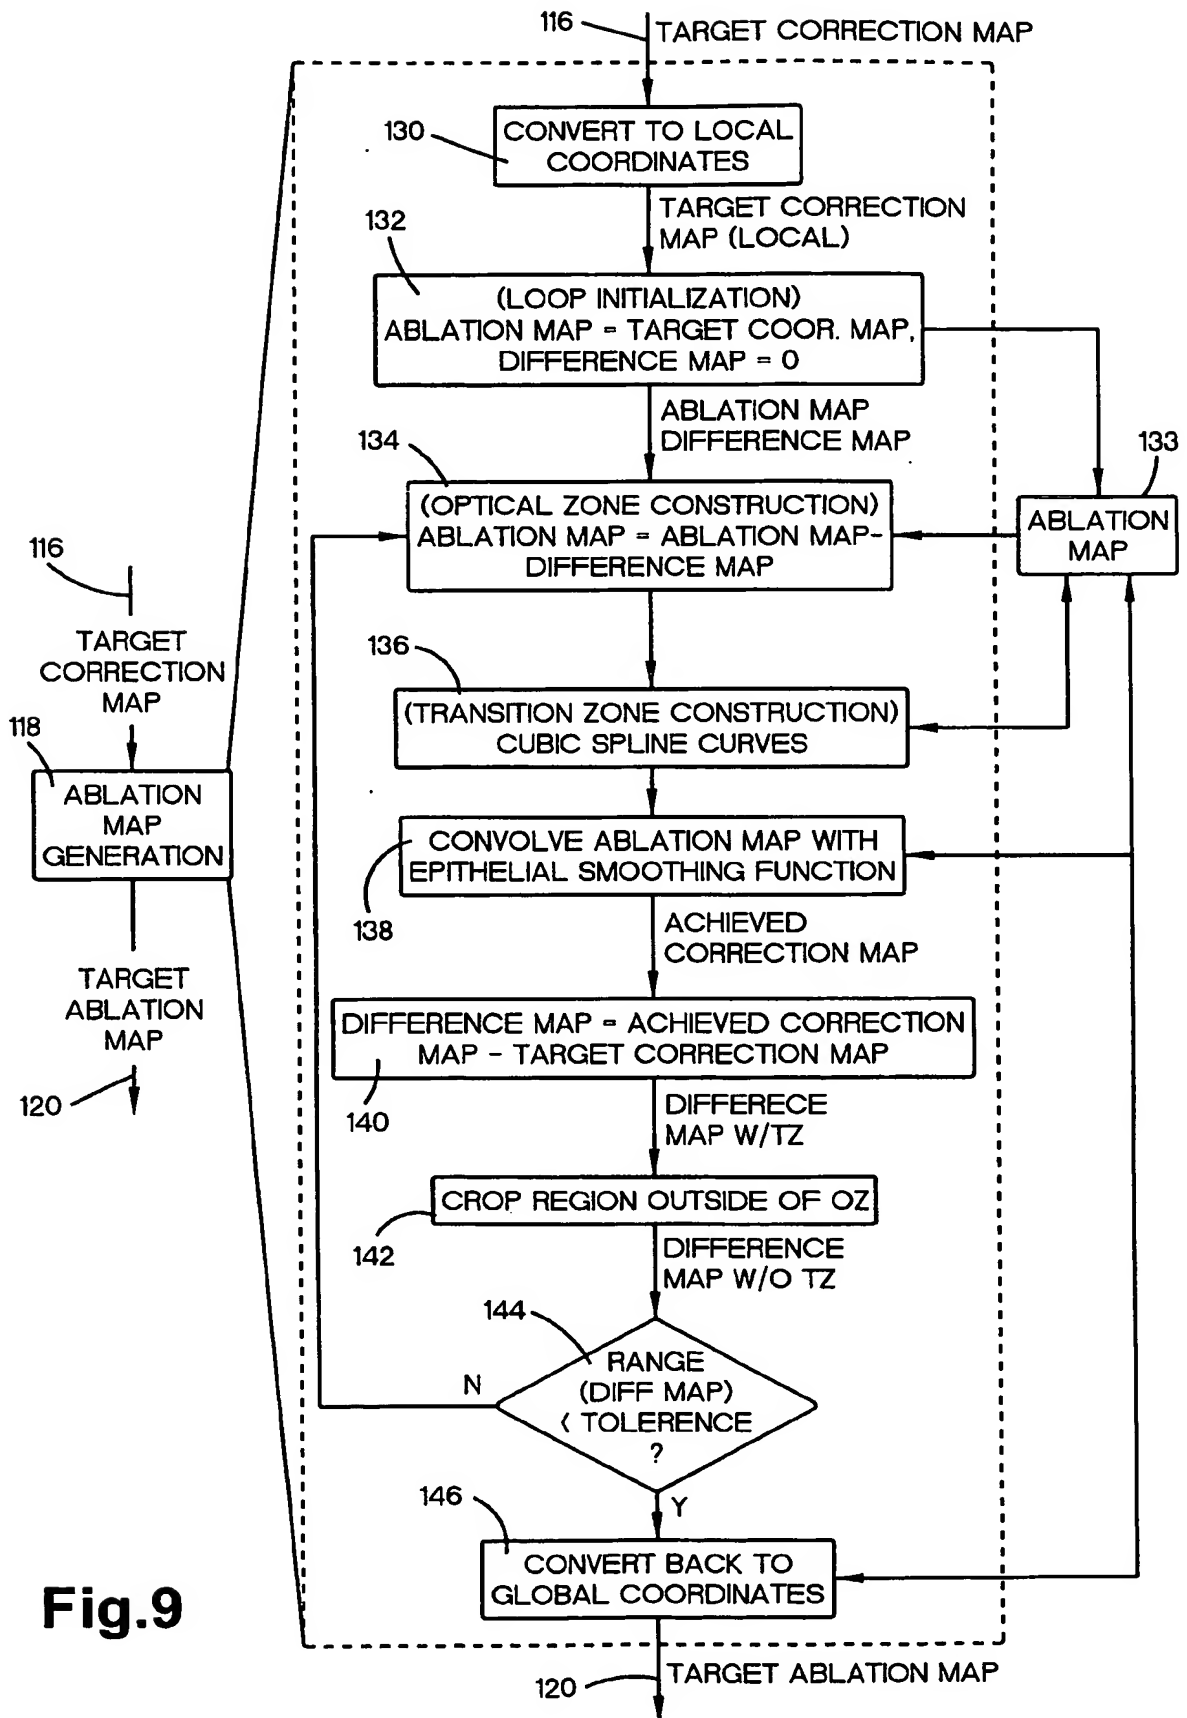 116
TARGET CORRECTION MAP
130
CONVERT TO LOCAL
COORDINATES
TARGET CORRECTION
MAP (LOCAL)
132
(LOOP INITIALIZATION)
ABLATION MAP = TARGET COOR. MAP,
DIFFERENCE MAP = 0
ABLATION MAP
DIFFERENCE MAP
134
(OPTICAL ZONE CONSTRUCTION)
ABLATION MAP = ABLATION MAP-
DIFFERENCE MAP
133
ABLATION
MAP
136
(TRANSITION ZONE CONSTRUCTION)
CUBIC SPLINE CURVES
CONVOLVE ABLATION MAP WITH
EPITHELIAL SMOOTHING FUNCTION
138
ACHIEVED
CORRECTION MAP
DIFFERENCE MAP = ACHIEVED CORRECTION
MAP - TARGET CORRECTION MAP
140
DIFFERECE
MAP W/TZ
CROP REGION OUTSIDE OF OZ
142
DIFFERENCE
MAP W/O TZ
144
RANGE
(DIFF MAP)
< TOLERENCE
?
N
Y
146
CONVERT BACK TO
GLOBAL COORDINATES
120
TARGET ABLATION MAP
116
TARGET
CORRECTION
MAP
118
ABLATION
MAP
GENERATION
TARGET
ABLATION
MAP
120
Fig.9